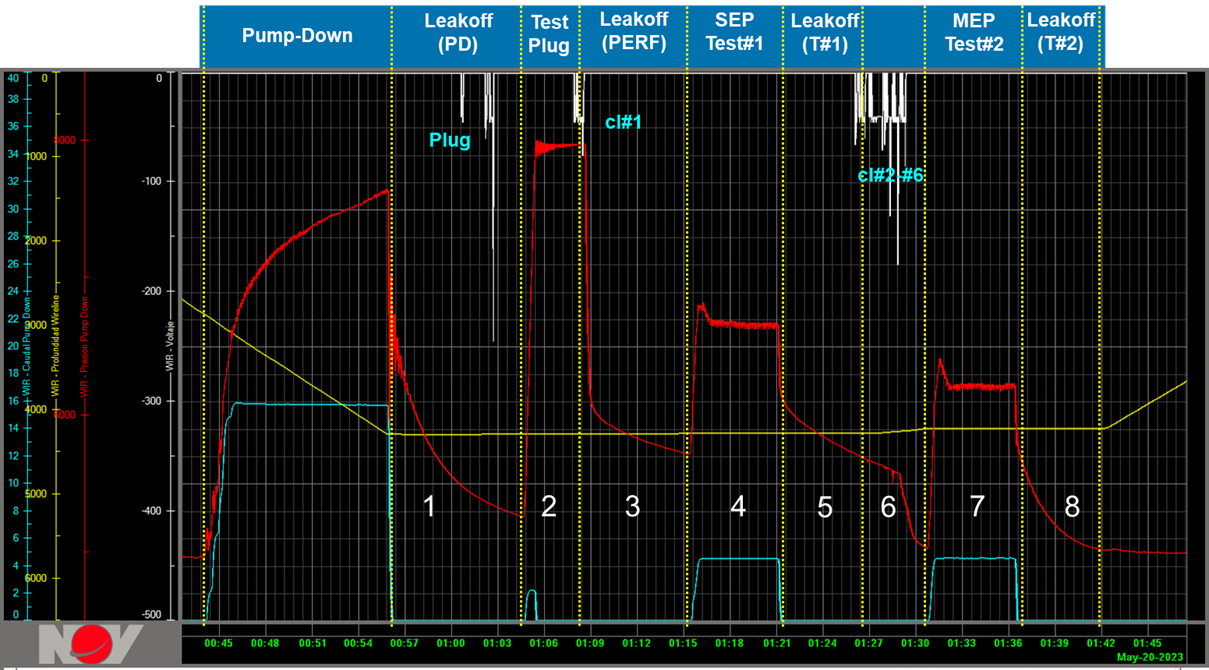 Pump-Down
Leakoff
(PD)
Test
Plug
Leakoff
(PERF)
SEP
Test#1
Leakoff
(T#1)
MEP
Test#2
Leakoff
(T#2)
40
38
36
34
32
30
28
26
24
22
20
18
16
14
12
10
8
6
4
2
0
WIR - Caudal Pump Down
0
1000
2000
3000
4000
5000
6000
WIR - Profundidad Wireline
WIR - Presion Pump Down
0
-100
-200
-300
-400
-500
WIR - Voltaje
Plug
cl#1
cl#2-#6
1
2
3
4
5
6
7
8
NOV
00:45
00:48
00:51
00:54
00:57
01:00
01:03
01:06
01:09
01:12
01:15
01:18
01:21
01:24
01:27
01:30
01:33
01:36
01:39
01:42
01:45
May-20-2023